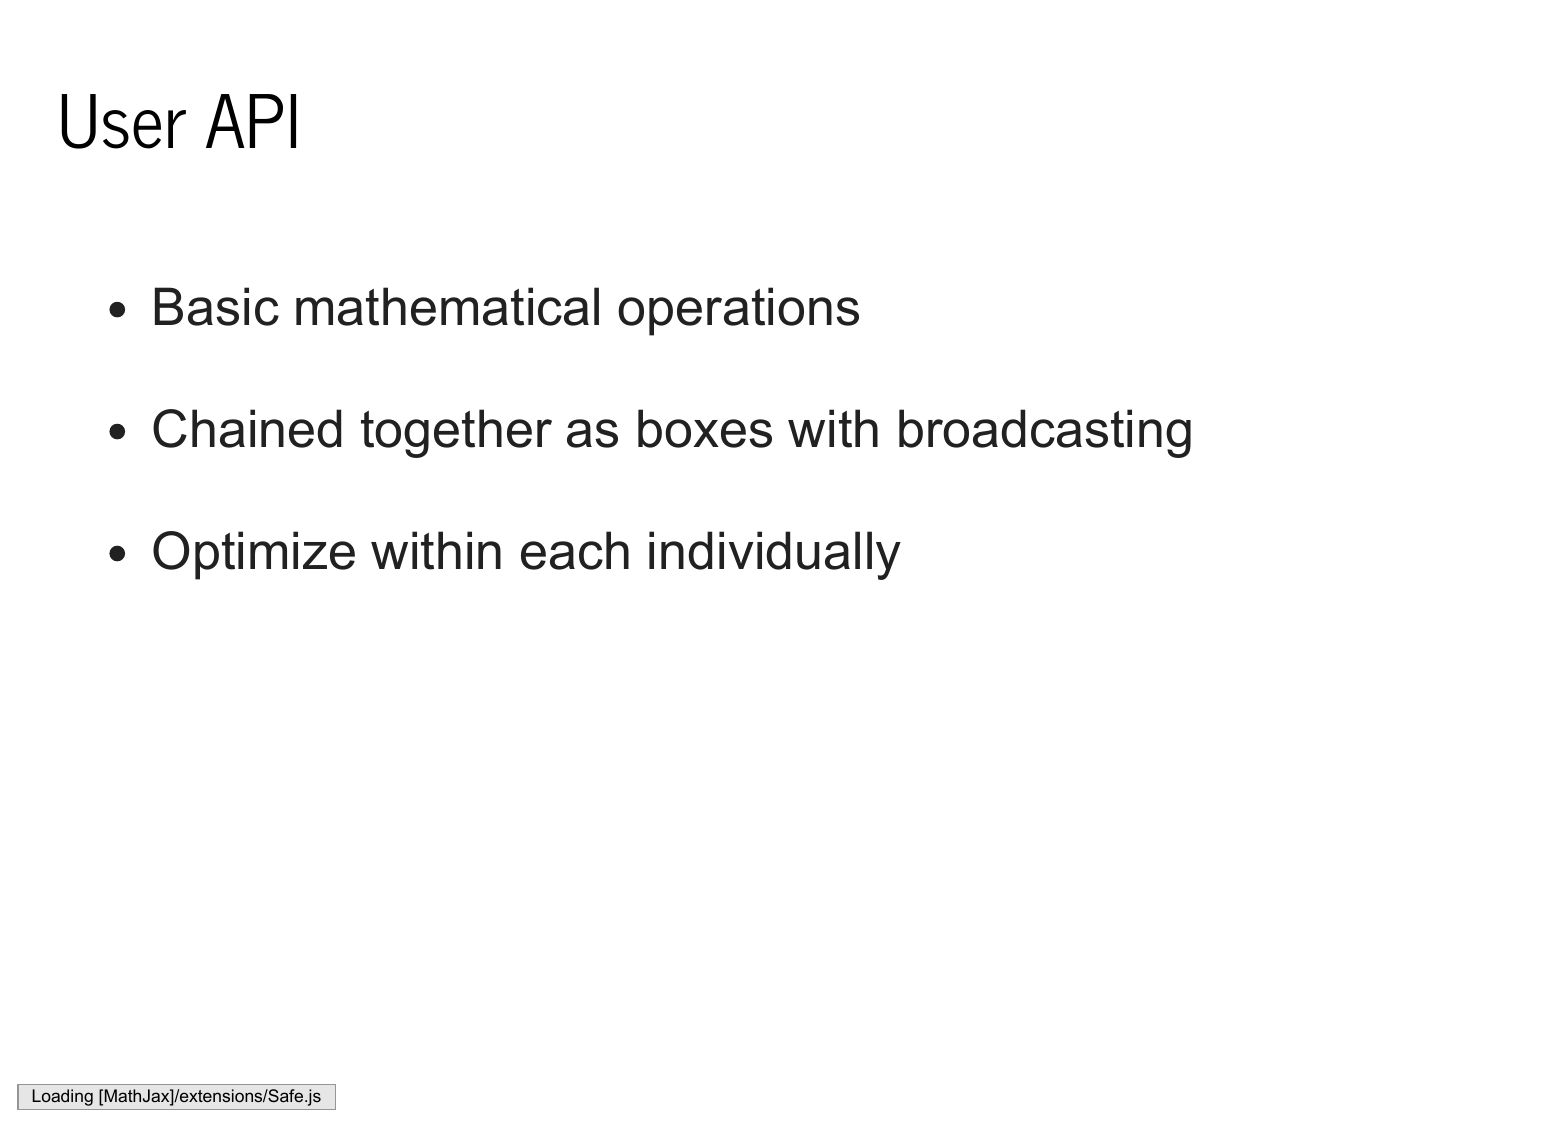 User API
• Basic mathematical operations
• Chained together as boxes with broadcasting
• Optimize within each individually
Loading [MathJax]/extensions/Safe.js